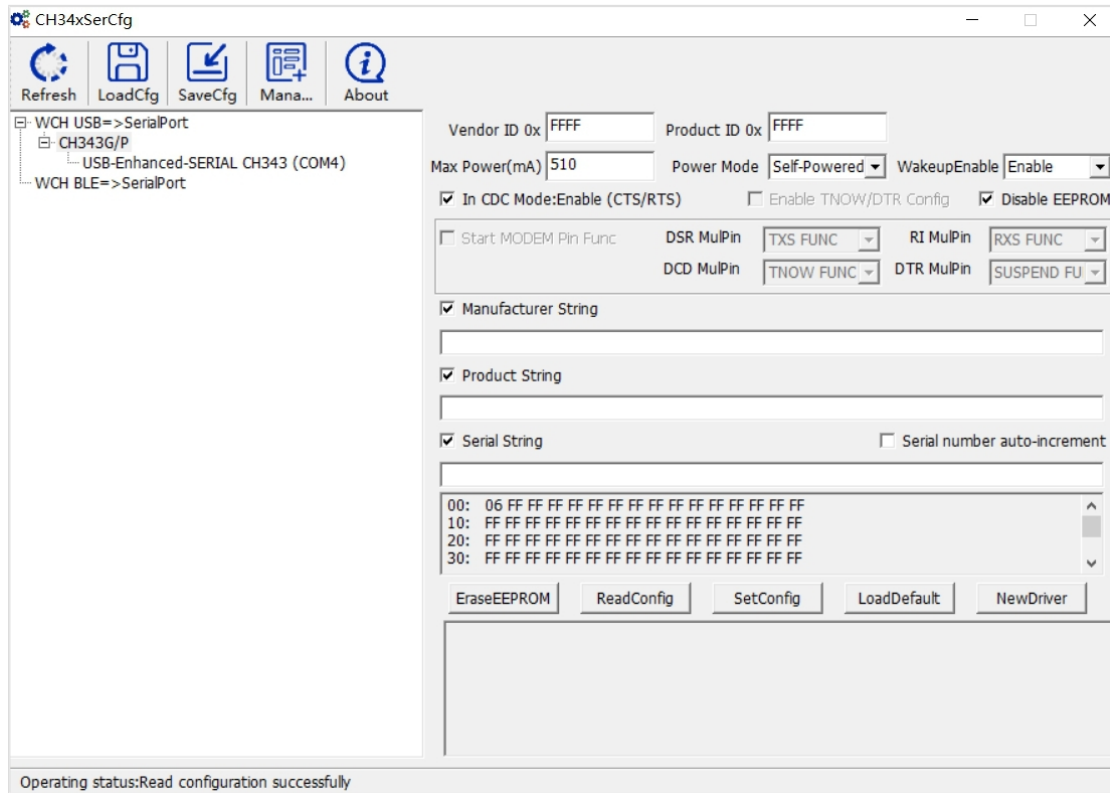 CH34xSerCfg
Refresh LoadCfg SaveCfg Mana... About
WCH USB=>SerialPort
CH343G/P
USB-Enhanced-SERIAL CH343 (COM4)
WCH BLE=>SerialPort
Vendor ID 0x FFFF Product ID 0x FFFF
Max Power(mA) 510 Power Mode Self-Powered WakeupEnable Enable
In CDC Mode:Enable (CTS/RTS) Enable TNOW/DTR Config Disable EEPROM
Start MODEM Pin Func DSR MulPin TXS FUNC RI MulPin RXS FUNC
DCD MulPin TNOW FUNC DTR MulPin SUSPEND FU
Manufacturer String
Product String
Serial String Serial number auto-increment
00: 06 FF FF FF FF FF FF FF FF FF FF FF FF FF FF FF
10: FF FF FF FF FF FF FF FF FF FF FF FF FF FF FF FF
20: FF FF FF FF FF FF FF FF FF FF FF FF FF FF FF FF
30: FF FF FF FF FF FF FF FF FF FF FF FF FF FF FF FF
EraseEEPROM ReadConfig SetConfig LoadDefault NewDriver
Operating status:Read configuration successfully